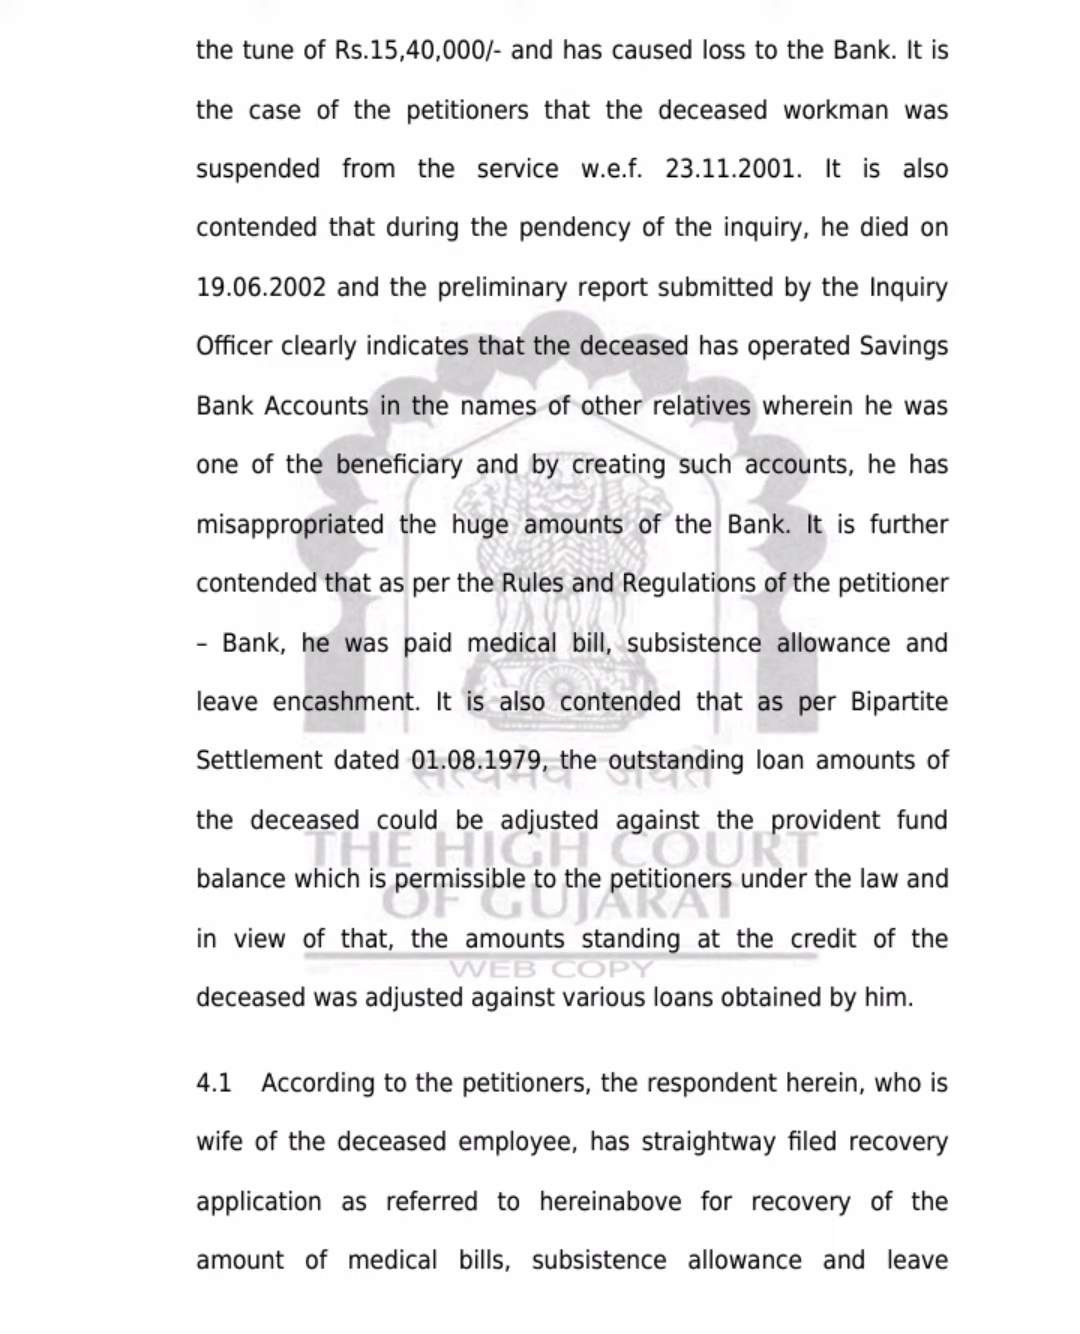 the tune of Rs.15,40,000/- and has caused loss to the Bank. It is
the case of the petitioners that the deceased workman was
suspended from the service w.e.f. 23.11.2001. It is also
contended that during the pendency of the inquiry, he died on
19.06.2002 and the preliminary report submitted by the Inquiry
Officer clearly indicates that the deceased has operated Savings
Bank Accounts in the names of other relatives wherein he was
one of the beneficiary and by creating such accounts, he has
misappropriated the huge amounts of the Bank. It is further
contended that as per the Rules and Regulations of the petitioner
– Bank, he was paid medical bill, subsistence allowance and
leave encashment. It is also contended that as per Bipartite
Settlement dated 01.08.1979, the outstanding loan amounts of
सत्यमेव जयते
the deceased could be adjusted against the provident fund
THE HIGH COURT
balance which is permissible to the petitioners under the law and
OF GUJARAT
in view of that, the amounts standing at the credit of the
WEB COPY
deceased was adjusted against various loans obtained by him.
4.1 According to the petitioners, the respondent herein, who is
wife of the deceased employee, has straightway filed recovery
application as referred to hereinabove for recovery of the
amount of medical bills, subsistence allowance and leave